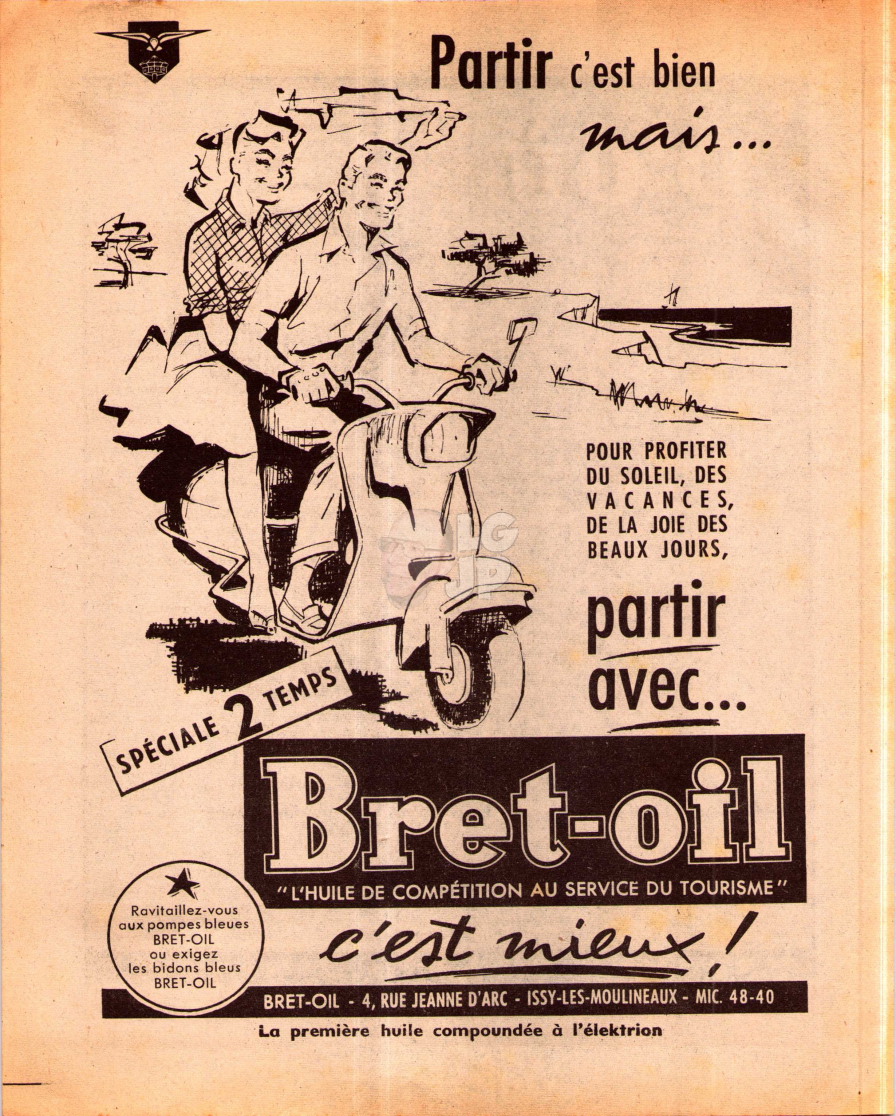 Partir c'est bien
mais...
POUR PROFITER
DU SOLEIL, DES
VACANCES,
DE LA JOIE DES
BEAUX JOURS,
partir
avec...
SPÉCIALE 2 TEMPS
Bret-oil
"L'HUILE DE COMPÉTITION AU SERVICE DU TOURISME"
c'est mieux!
Ravitaillez-vous
aux pompes bleues
BRET-OIL
ou exigez
les bidons bleus
BRET-OIL
BRET-OIL - 4, RUE JEANNE D'ARC - ISSY-LES-MOULINEAUX - MIC. 48-40
La première huile compoundée à l'élektrion
LG
JP